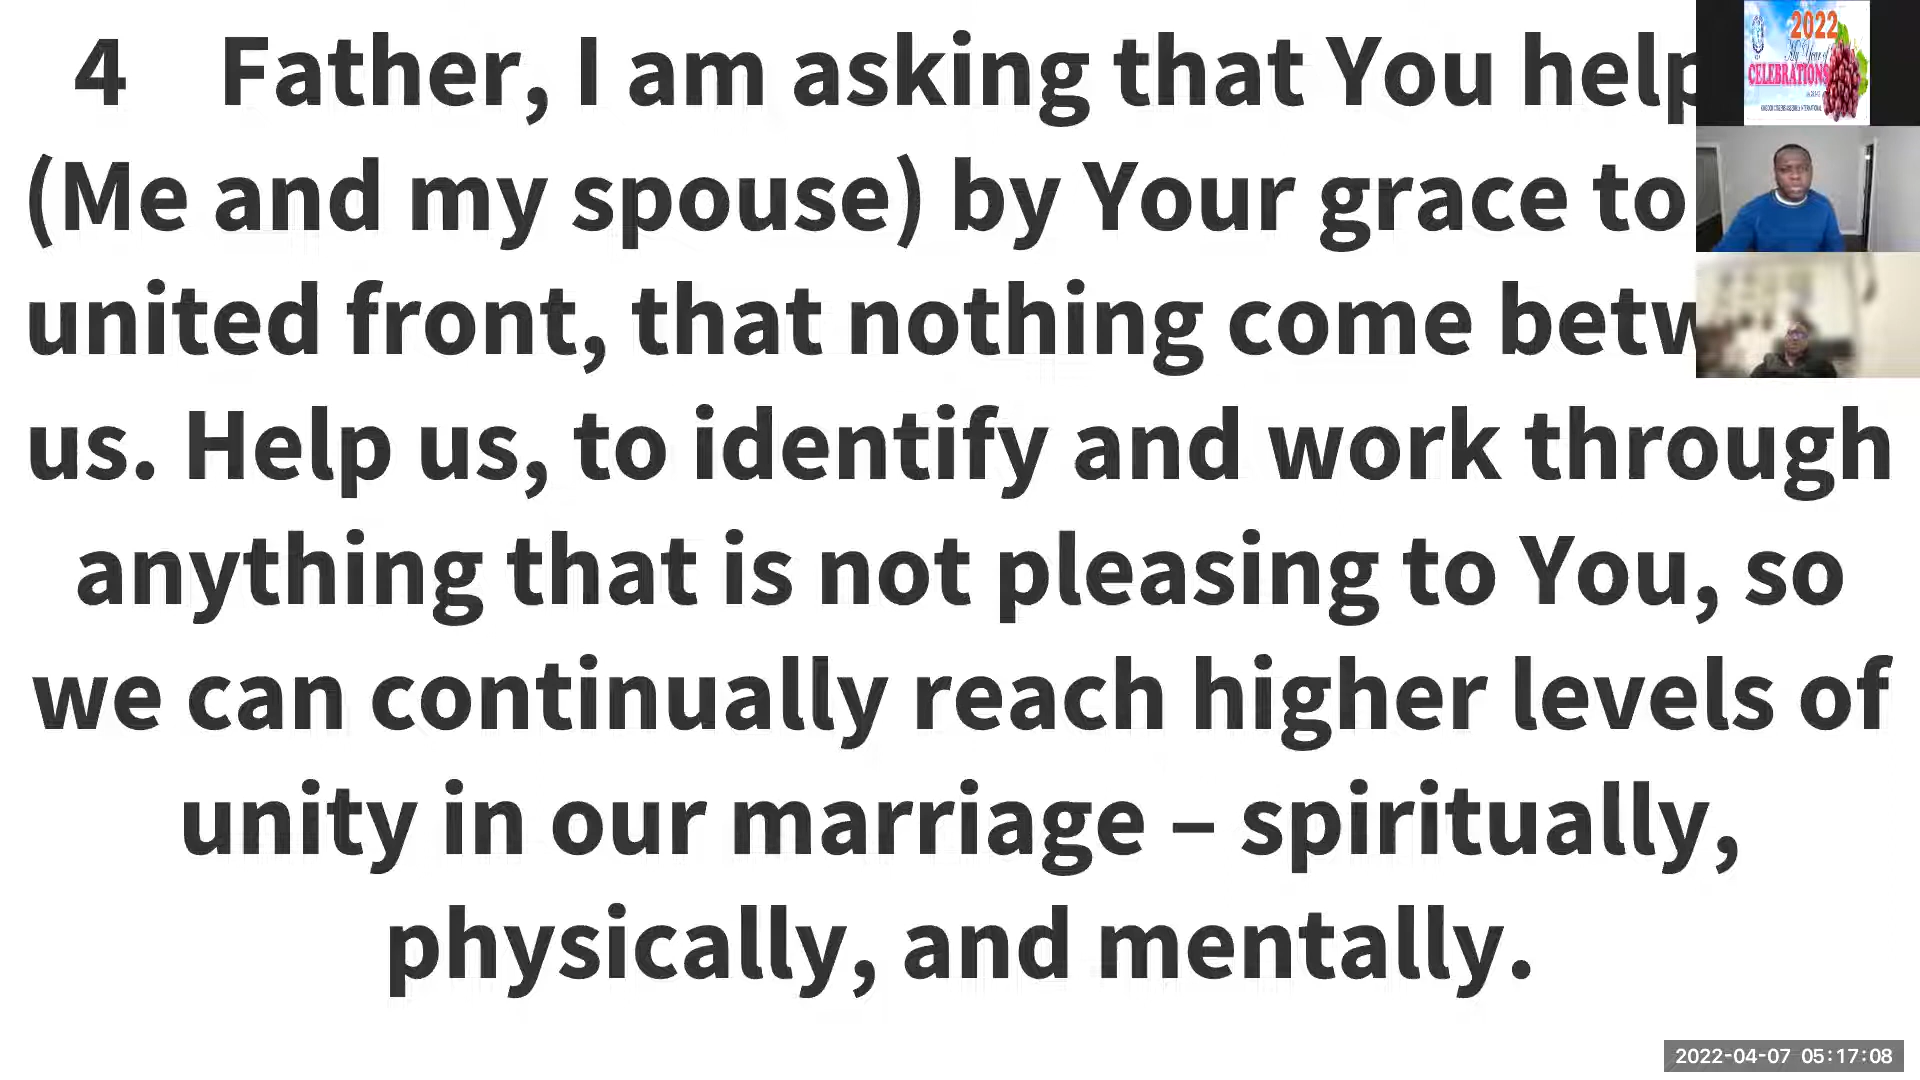 4 Father, I am asking that You help
(Me and my spouse) by Your grace to
united front, that nothing come betw
us. Help us, to identify and work through
anything that is not pleasing to You, so
we can continually reach higher levels of
unity in our marriage – spiritually,
physically, and mentally.
2022
My Year of
CELEBRATIONS
2022-04-07 05:17:08